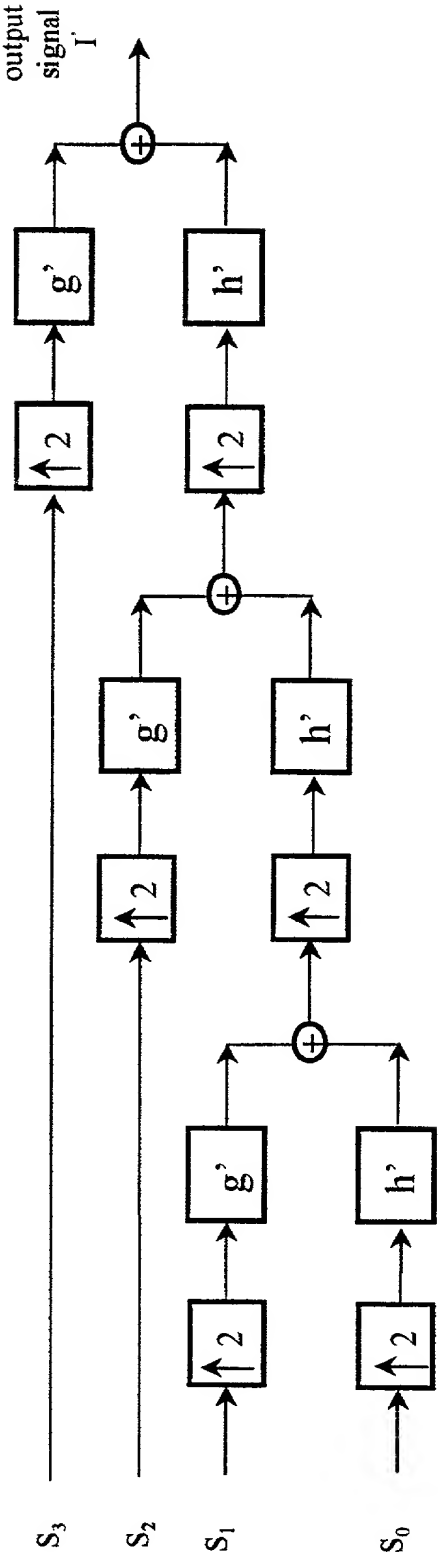 output
signal
I'
S₃ ↑2 g'
S₂ ↑2 g' +
S₁ ↑2 g' + ↑2 h'
+ ↑2 h'
S₀ ↑2 h'